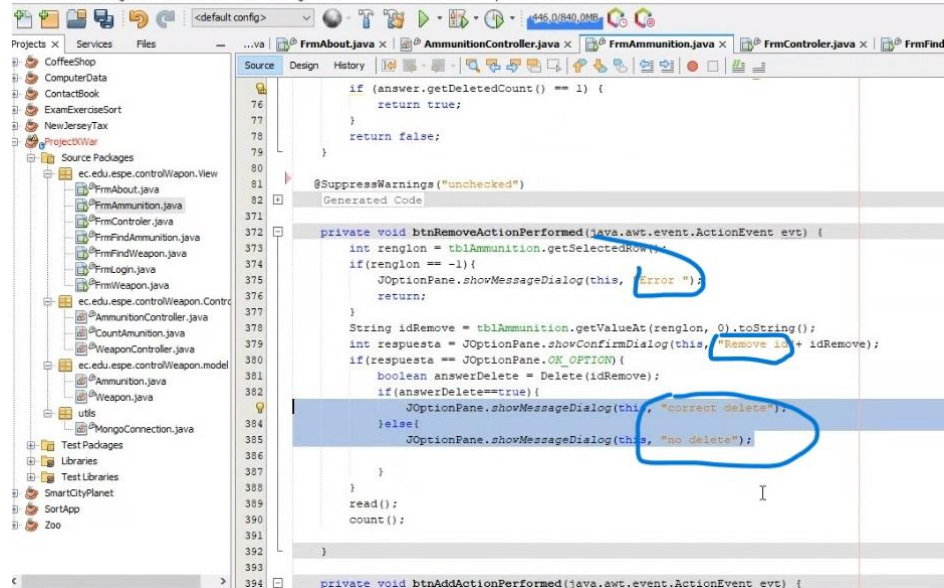 <default config>
446.0/840.0MB
Projects × Services Files
...va FrmAbout.java × AmmunitionController.java × FrmAmmunition.java × FrmControler.java × FrmFind
Source Design History
CoffeeShop
ComputerData
ContactBook
ExamExerciseSort
NewJerseyTax
ProjectXWar
Source Packages
ec.edu.espe.controlWapon.View
FrmAbout.java
FrmAmmunition.java
FrmControler.java
FrmFindAmmunition.java
FrmFindWeapon.java
FrmLogin.java
FrmWeapon.java
ec.edu.espe.controlWeapon.Contro
AmmunitionController.java
CountAmunition.java
WeaponController.java
ec.edu.espe.controlWeapon.model
Ammunition.java
Weapon.java
utils
MongoConnection.java
Test Packages
Libraries
Test Libraries
SmartCityPlanet
SortApp
Zoo
if (answer.getDeletedCount() == 1) {
76 return true;
77 }
78 return false;
79 }
80
81 @SuppressWarnings("unchecked")
82 Generated Code
371
372 private void btnRemoveActionPerformed(java.awt.event.ActionEvent evt) {
373 int renglon = tblAmmunition.getSelectedRow();
374 if(renglon == -1){
375 JOptionPane.showMessageDialog(this, "Error ");
376 return;
377 }
378 String idRemove = tblAmmunition.getValueAt(renglon, 0).toString();
379 int respuesta = JOptionPane.showConfirmDialog(this, "Remove id"+ idRemove);
380 if(respuesta == JOptionPane.OK_OPTION){
381 boolean answerDelete = Delete(idRemove);
382 if(answerDelete==true){
JOptionPane.showMessageDialog(this, "correct delete");
384 }else{
385 JOptionPane.showMessageDialog(this, "no delete");
386
387 }
388 }
389 read();
390 count();
391
392 }
393
394 private void btnAddActionPerformed(java.awt.event.ActionEvent evt) {